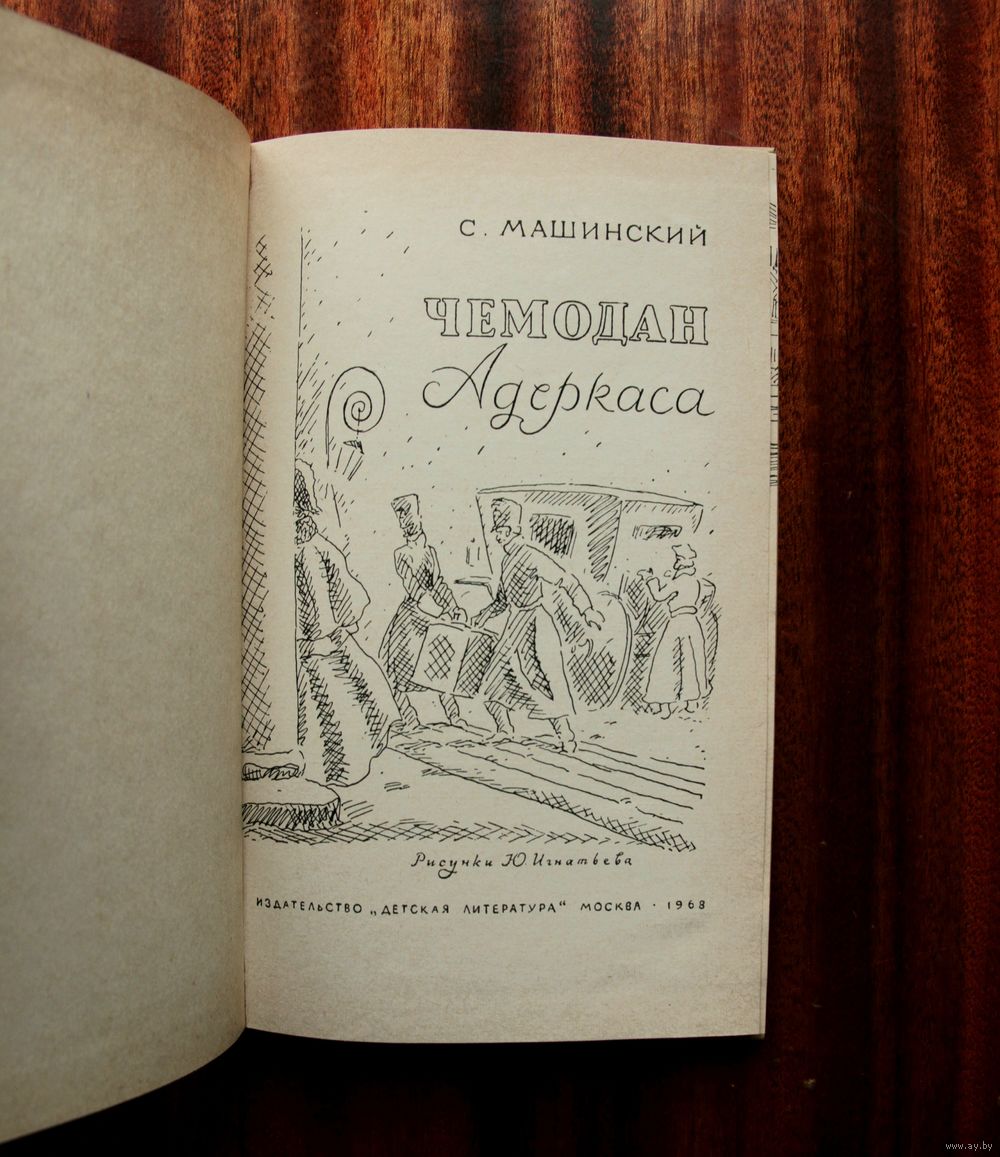 С. МАШИНСКИЙ
ЧЕМОДАН
Адеркаса
Рисунки Ю. Игнатьева
ИЗДАТЕЛЬСТВО „ДЕТСКАЯ ЛИТЕРАТУРА“ МОСКВА · 1968
www.ay.by